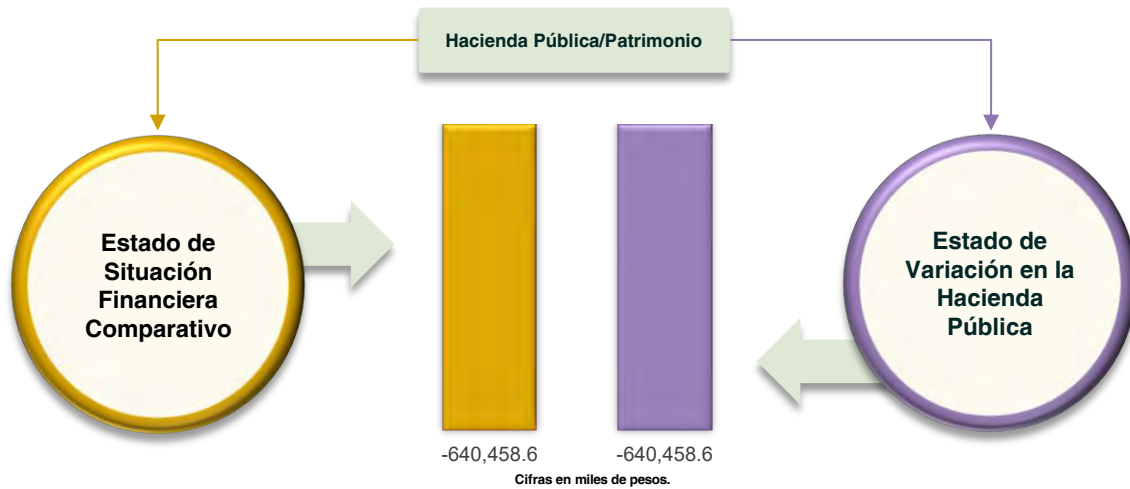 Hacienda Pública/Patrimonio
Estado de
Situación
Financiera
Comparativo
Estado de
Variación en la
Hacienda
Pública
-640,458.6
-640,458.6
Cifras en miles de pesos.